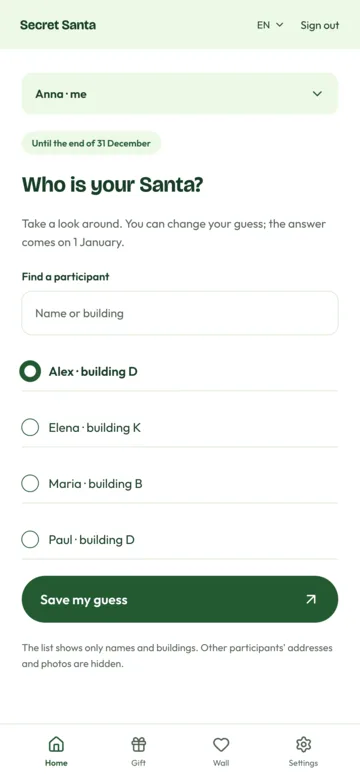 Secret Santa
EN
Sign out
Anna · me
Until the end of 31 December
Who is your Santa?
Take a look around. You can change your guess; the answer
comes on 1 January.
Find a participant
Name or building
Alex · building D
Elena · building K
Maria · building B
Paul · building D
Save my guess
The list shows only names and buildings. Other participants' addresses
and photos are hidden.
Home
Gift
Wall
Settings